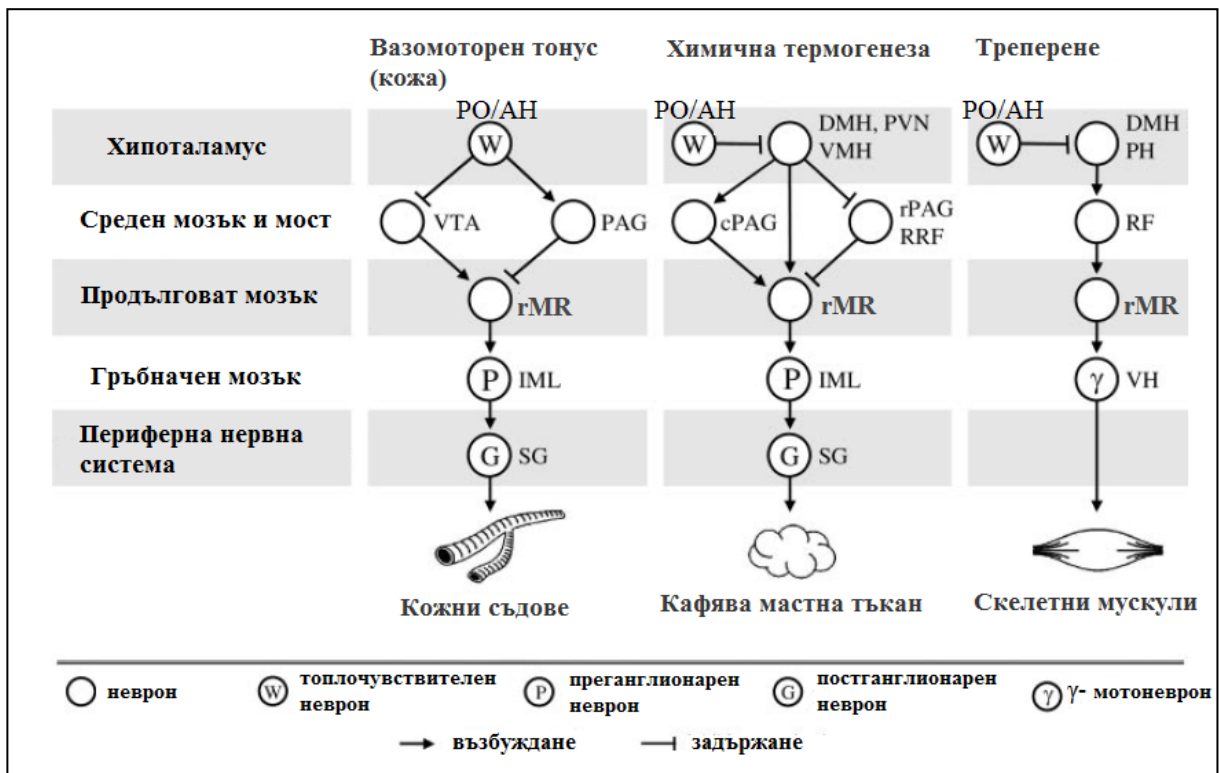 Вазомоторен тонус
(кожа)
Химична термогенеза
Треперене
PO/AH
PO/AH
PO/AH
Хипоталамус
W
W
DMH, PVN
VMH
W
DMH
PH
Среден мозък и мост
VTA
PAG
cPAG
rPAG
RRF
RF
Продълговат мозък
rMR
rMR
rMR
Гръбначен мозък
P IML
P IML
γ VH
Периферна нервна
система
G SG
G SG
Кожни съдове
Кафява мастна тъкан
Скелетни мускули
неврон
W топлочувствителен
неврон
P преганглионарен
неврон
G постганглионарен
неврон
γ γ- мотоневрон
възбуждане
задържане